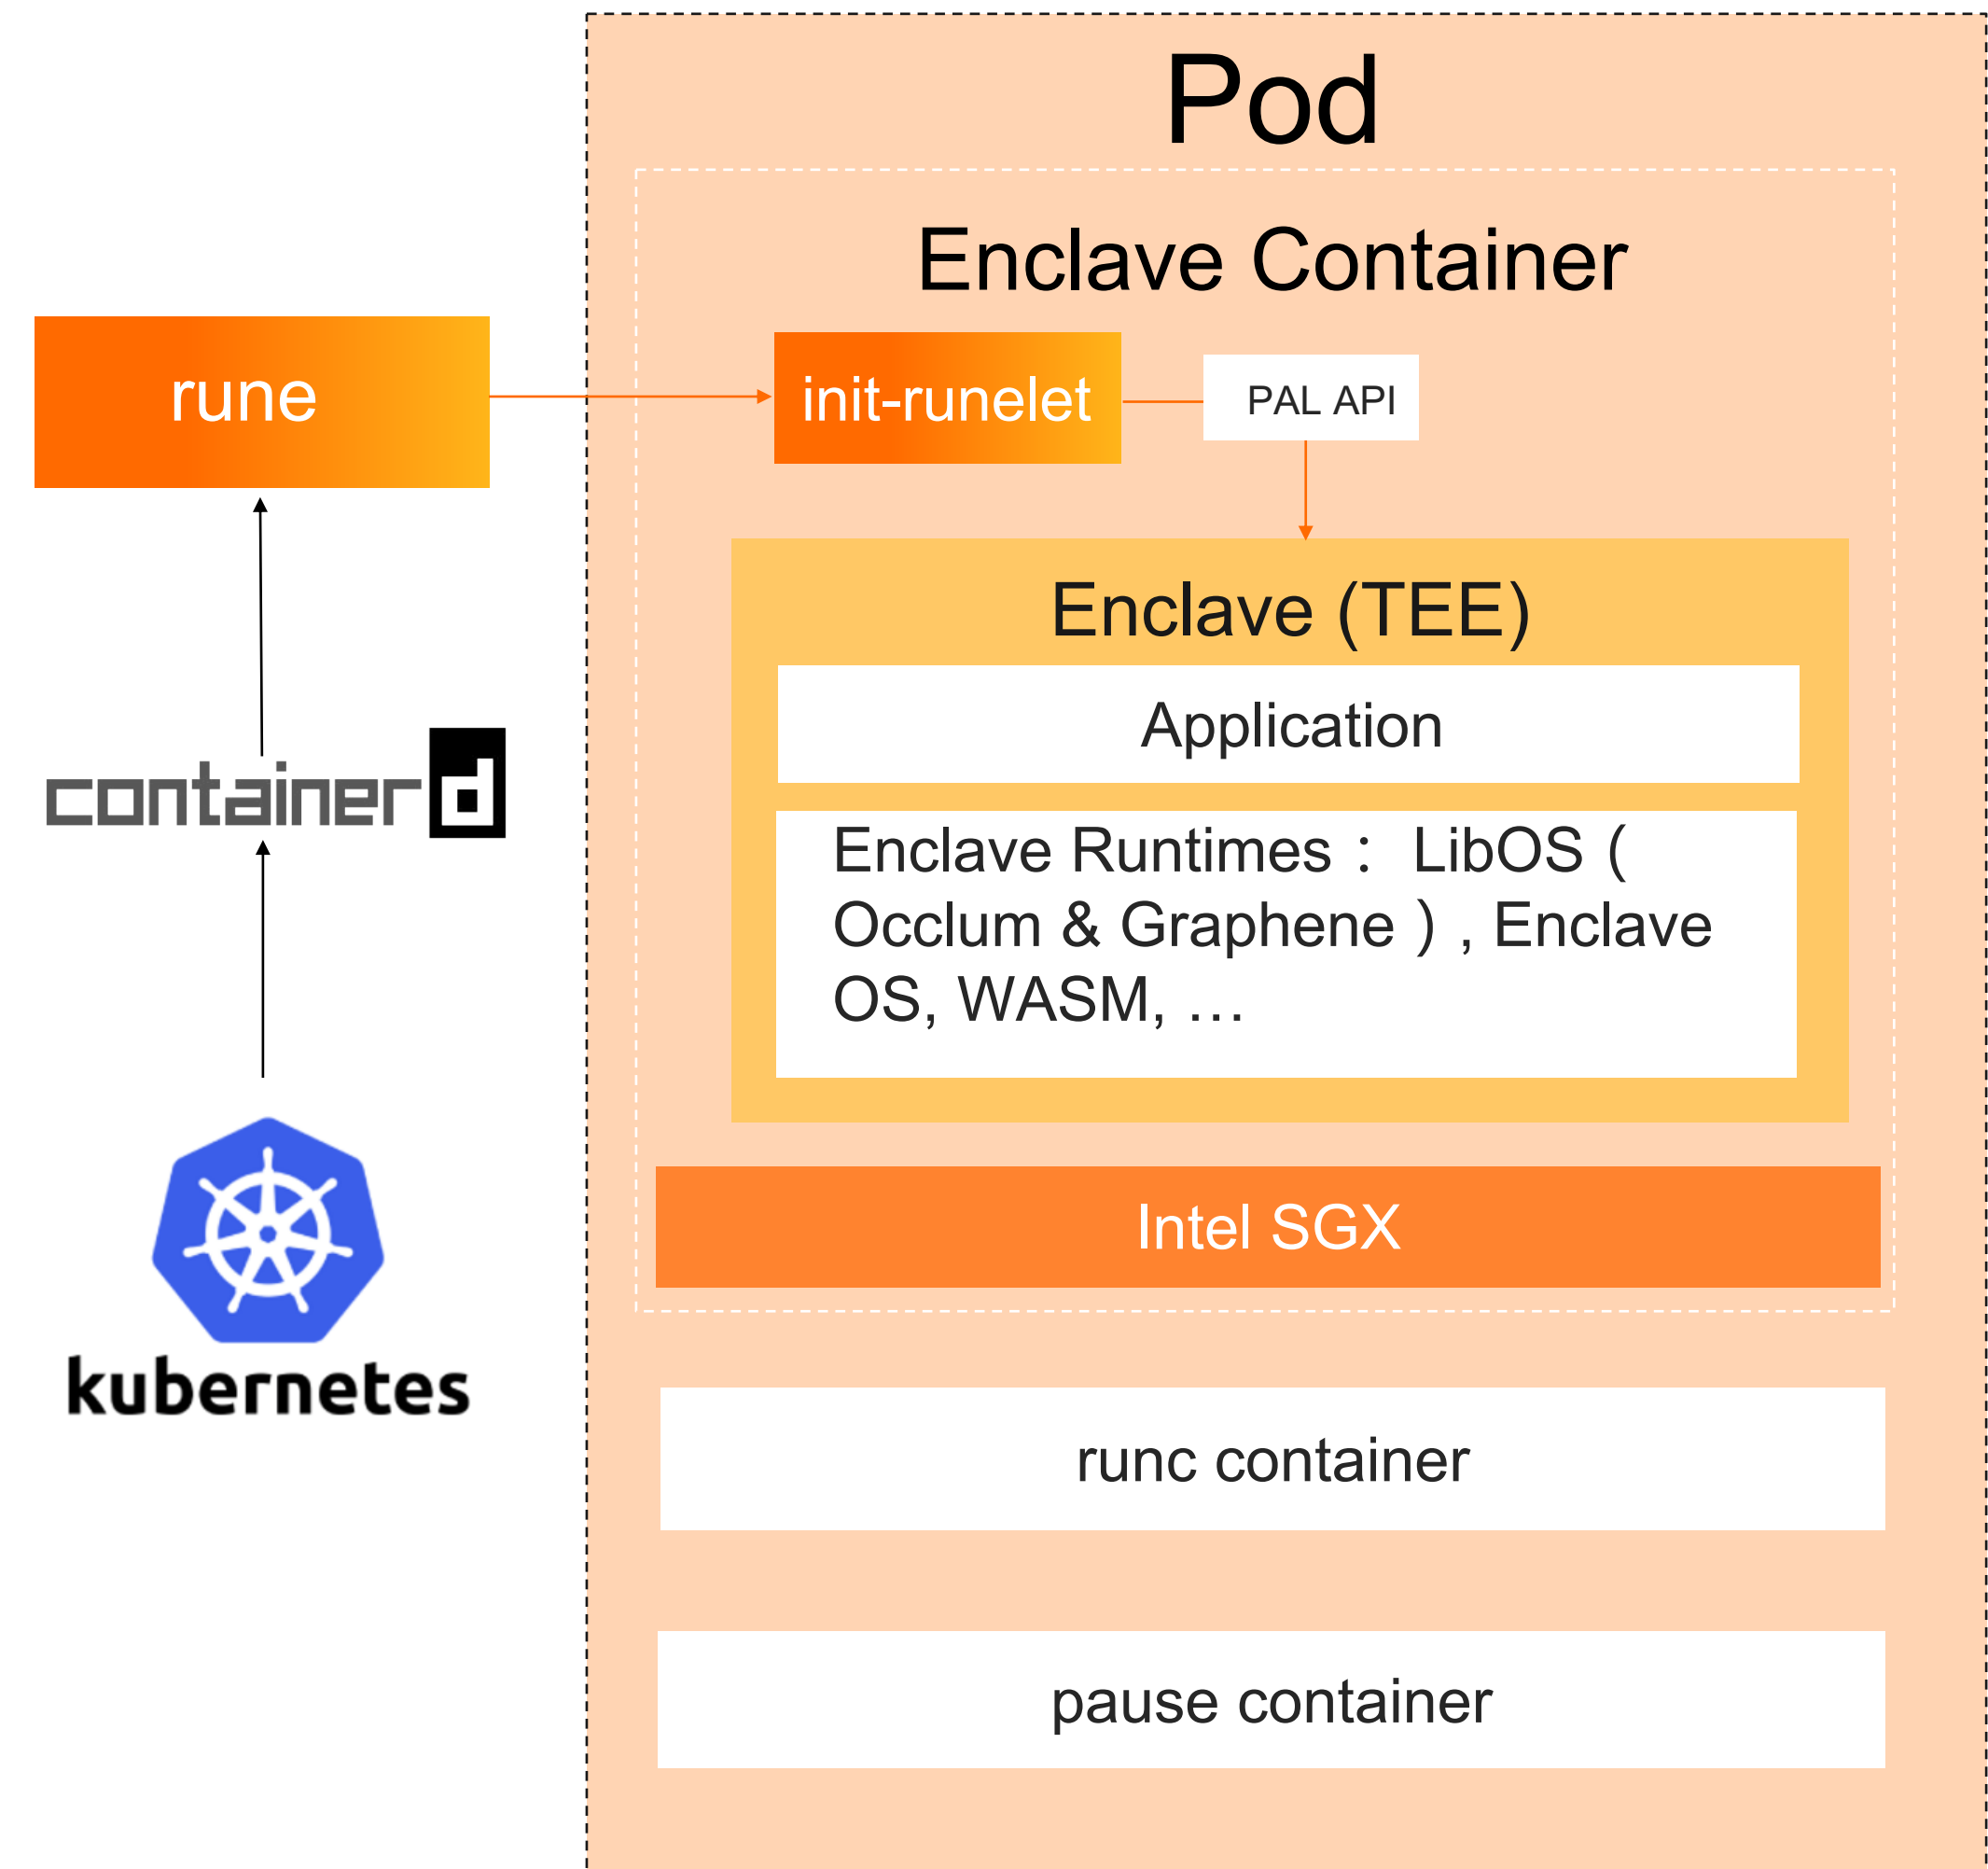 Pod
Enclave Container
rune
init-runelet
PAL API
Enclave (TEE)
Application
containerd
Enclave Runtimes： LibOS (
Occlum & Graphene ) , Enclave
OS, WASM, …
Intel SGX
kubernetes
runc container
pause container